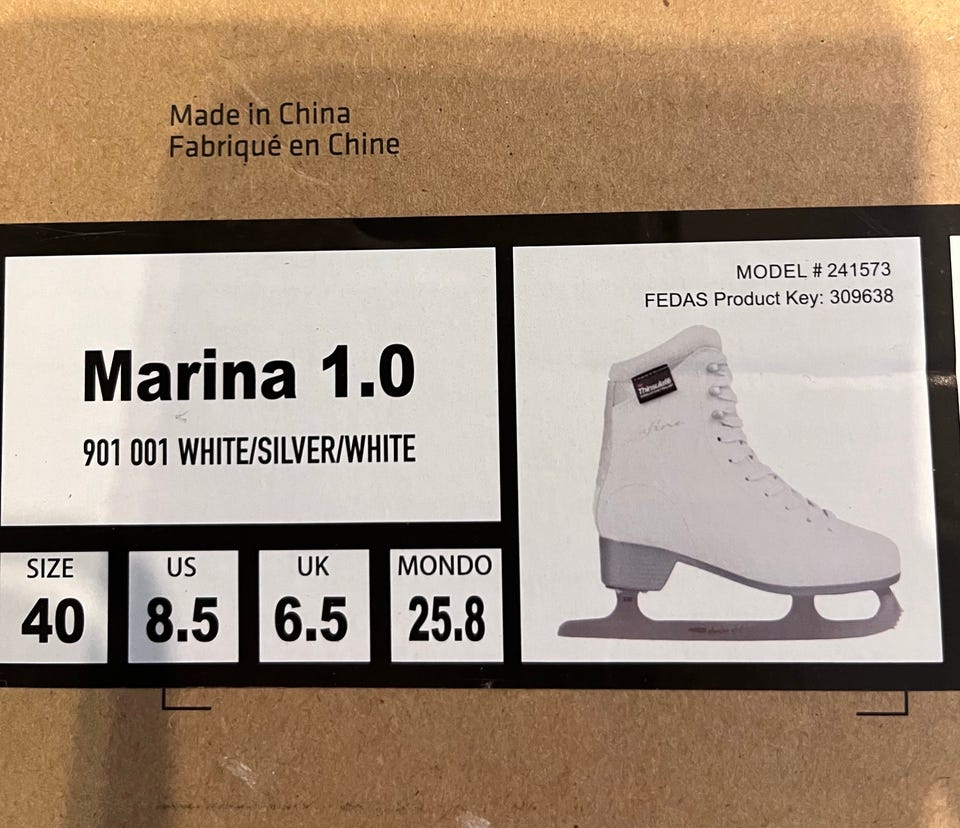 Made in China
Fabriqué en Chine
MODEL # 241573
FEDAS Product Key: 309638
Marina 1.0
901 001 WHITE/SILVER/WHITE
Thinsulate
SIZE
40
US
8.5
UK
6.5
MONDO
25.8